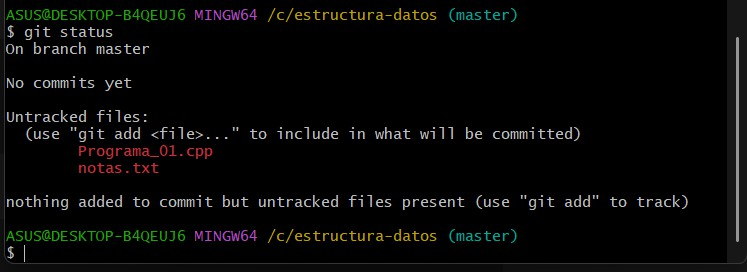 ASUS@DESKTOP-B4QEUJ6 MINGW64 /c/estructura-datos (master)
$ git status
On branch master
No commits yet
Untracked files:
(use "git add <file>..." to include in what will be committed)
Programa_01.cpp
notas.txt
nothing added to commit but untracked files present (use "git add" to track)
ASUS@DESKTOP-B4QEUJ6 MINGW64 /c/estructura-datos (master)
$